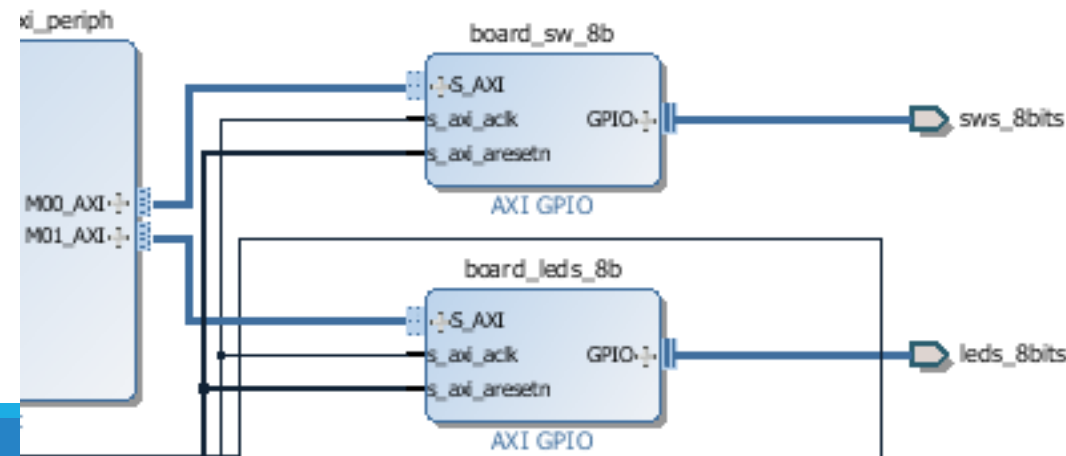 xi_periph
M00_AXI
M01_AXI
board_sw_8b
S_AXI
s_axi_aclk
s_axi_aresetn
GPIO
AXI GPIO
sws_8bits
board_leds_8b
S_AXI
s_axi_aclk
s_axi_aresetn
GPIO
AXI GPIO
leds_8bits